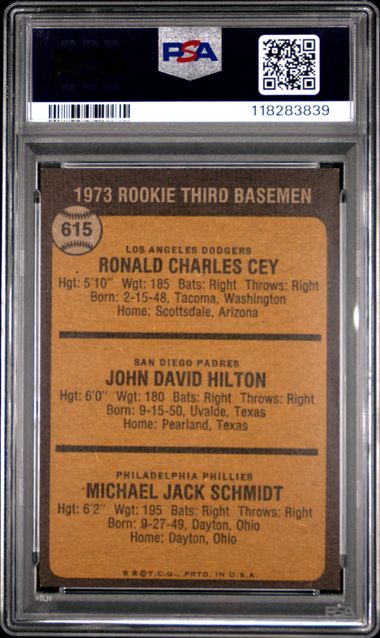 PSA
118283839
1973 ROOKIE THIRD BASEMEN
615
LOS ANGELES DODGERS
RONALD CHARLES CEY
Hgt: 5'10" Wgt: 185 Bats: Right Throws: Right
Born: 2-15-48, Tacoma, Washington
Home: Scottsdale, Arizona
SAN DIEGO PADRES
JOHN DAVID HILTON
Hgt: 6'0" Wgt: 180 Bats: Right Throws: Right
Born: 9-15-50, Uvalde, Texas
Home: Pearland, Texas
PHILADELPHIA PHILLIES
MICHAEL JACK SCHMIDT
Hgt: 6'2" Wgt: 195 Bats: Right Throws: Right
Born: 9-27-49, Dayton, Ohio
Home: Dayton, Ohio
★★©T.C.G., PRTD. IN U.S.A.
PSA